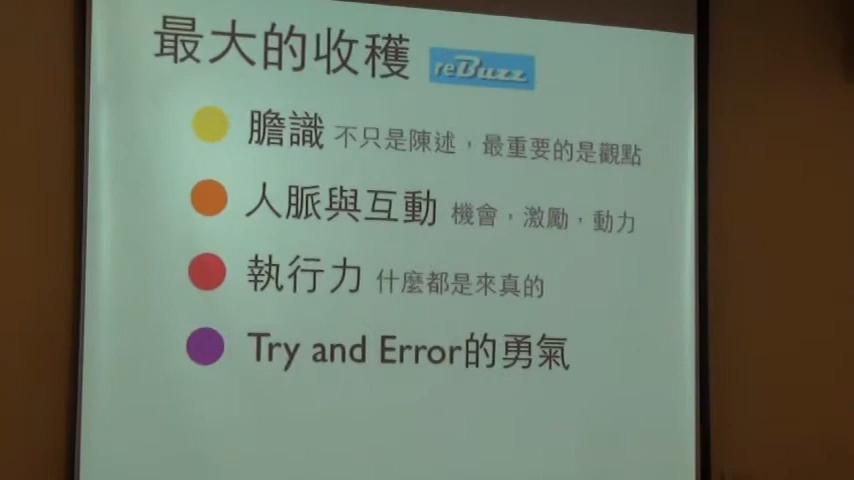 最大的收穫 reBuzz
膽識 不只是陳述，最重要的是觀點
人脈與互動 機會，激勵，動力
執行力 什麼都是來真的
Try and Error的勇氣